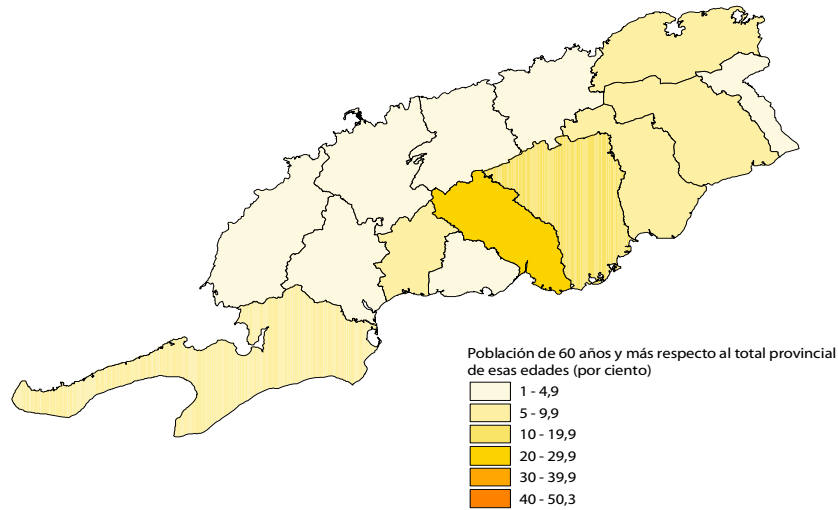 Población de 60 años y más respecto al total provincial
de esas edades (por ciento)
1 - 4,9
5 - 9,9
10 - 19,9
20 - 29,9
30 - 39,9
40 - 50,3